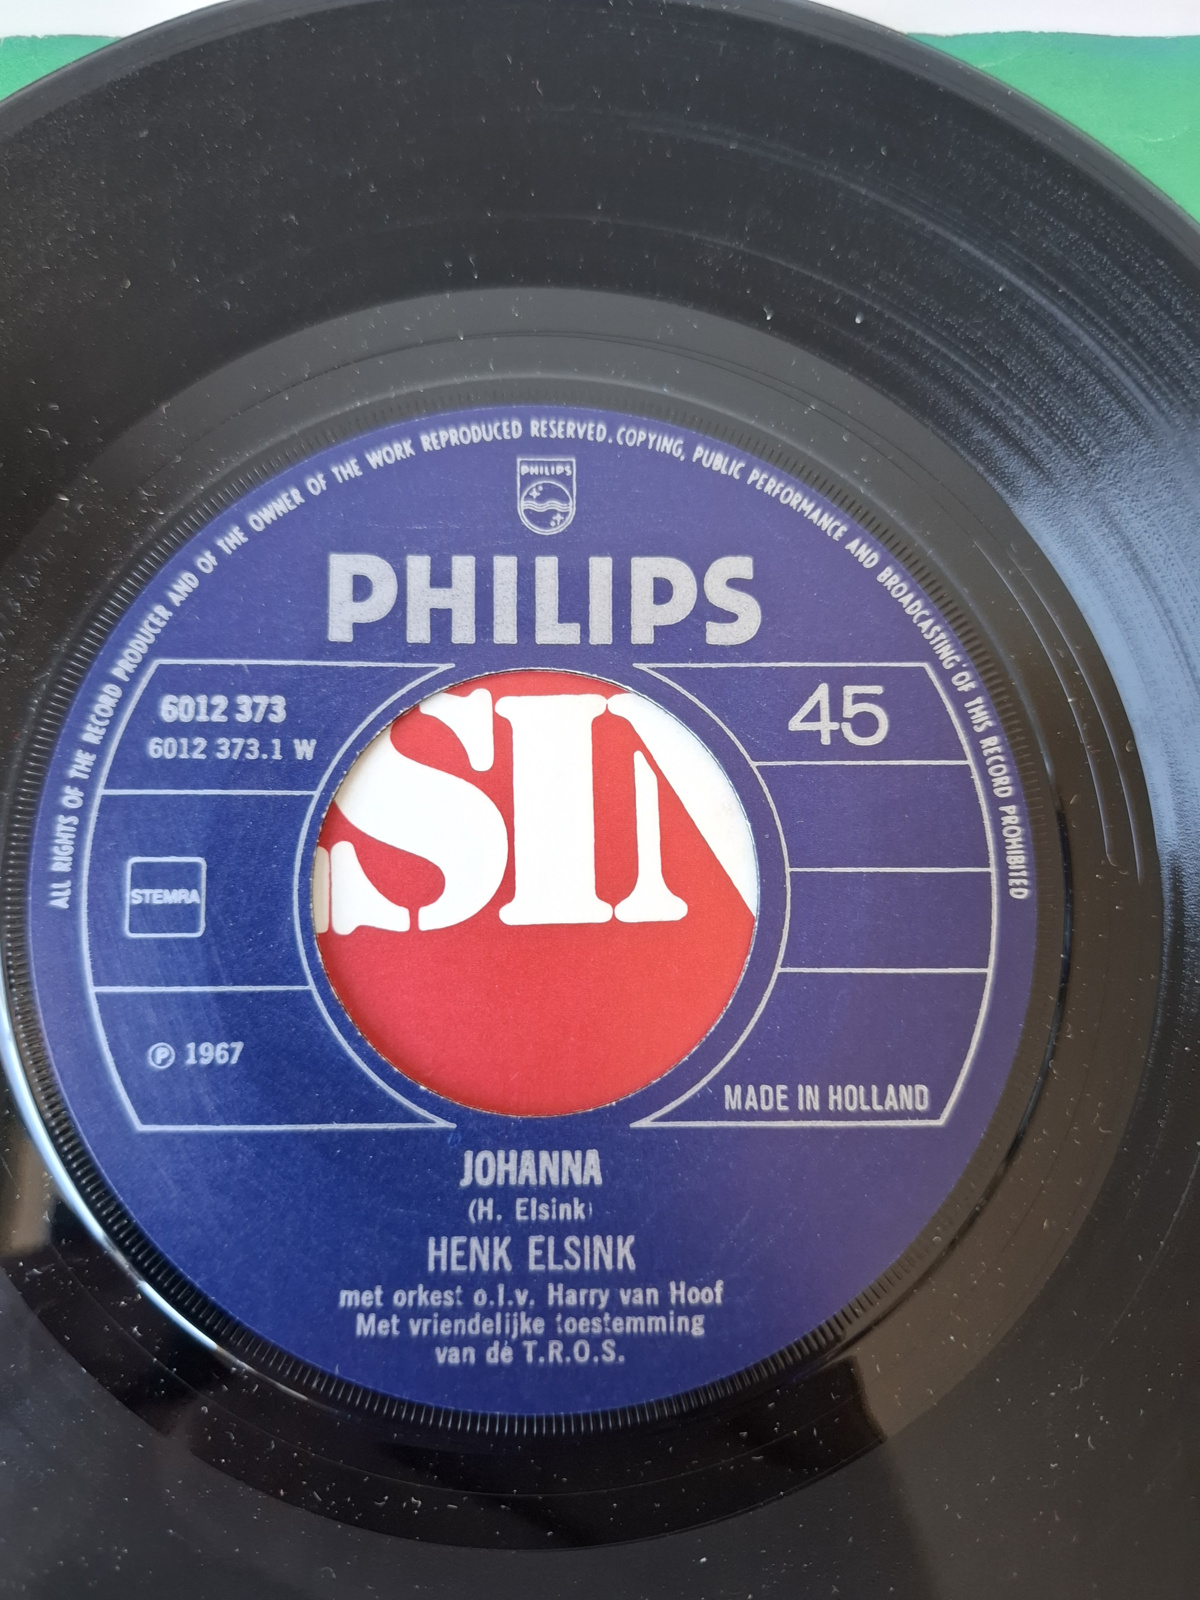 ALL RIGHTS OF THE RECORD PRODUCER AND OF THE OWNER OF THE WORK REPRODUCED RESERVED. COPYING, PUBLIC PERFORMANCE AND BROADCASTING OF THIS RECORD PROHIBITED
PHILIPS
PHILIPS
6012 373
6012 373.1 W
45
SIN
STEMRA
℗ 1967
MADE IN HOLLAND
JOHANNA
(H. Elsink)
HENK ELSINK
met orkest o.l.v. Harry van Hoof
Met vriendelijke toestemming
van de T.R.O.S.